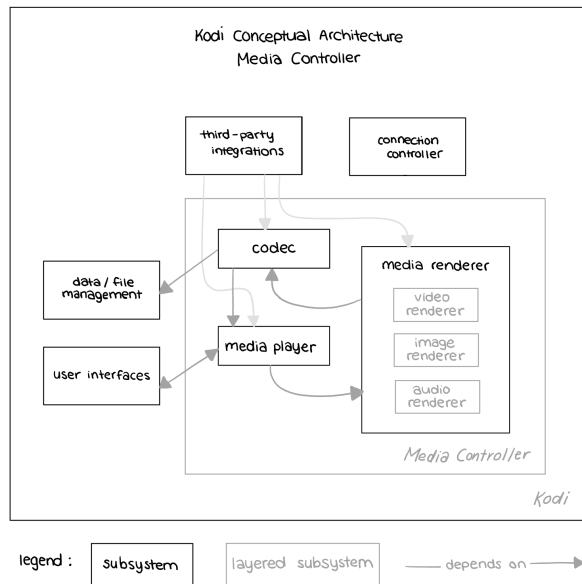 Kodi Conceptual Architecture
Media Controller
third-party
integrations
connection
controller
codec
media renderer
data / file
management
video
renderer
image
renderer
media player
user interfaces
audio
renderer
Media Controller
Kodi
legend :
subsystem
layered subsystem
depends on